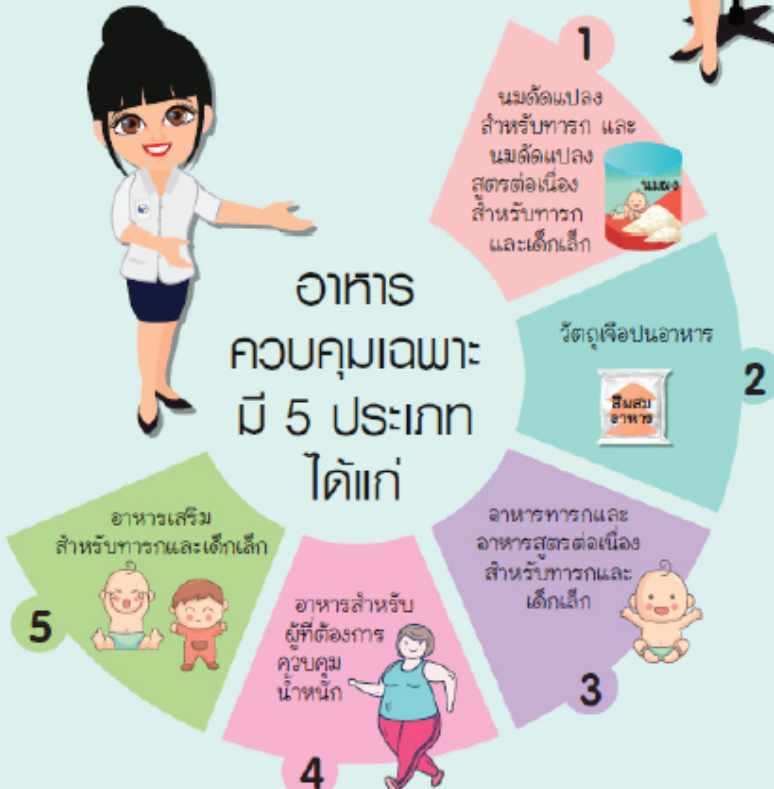 อาหาร
ควบคุมเฉพาะ
มี 5 ประเภท
ได้แก่
1
นมดัดแปลง
สำหรับทารก และ
นมดัดแปลง
สูตรต่อเนื่อง
สำหรับทารก
และเด็กเล็ก
นมผง
2
วัตถุเจือปนอาหาร
สีผสม
อาหาร
3
อาหารทารกและ
อาหารสูตรต่อเนื่อง
สำหรับทารกและ
เด็กเล็ก
4
อาหารสำหรับ
ผู้ที่ต้องการ
ควบคุม
น้ำหนัก
5
อาหารเสริม
สำหรับทารกและเด็กเล็ก